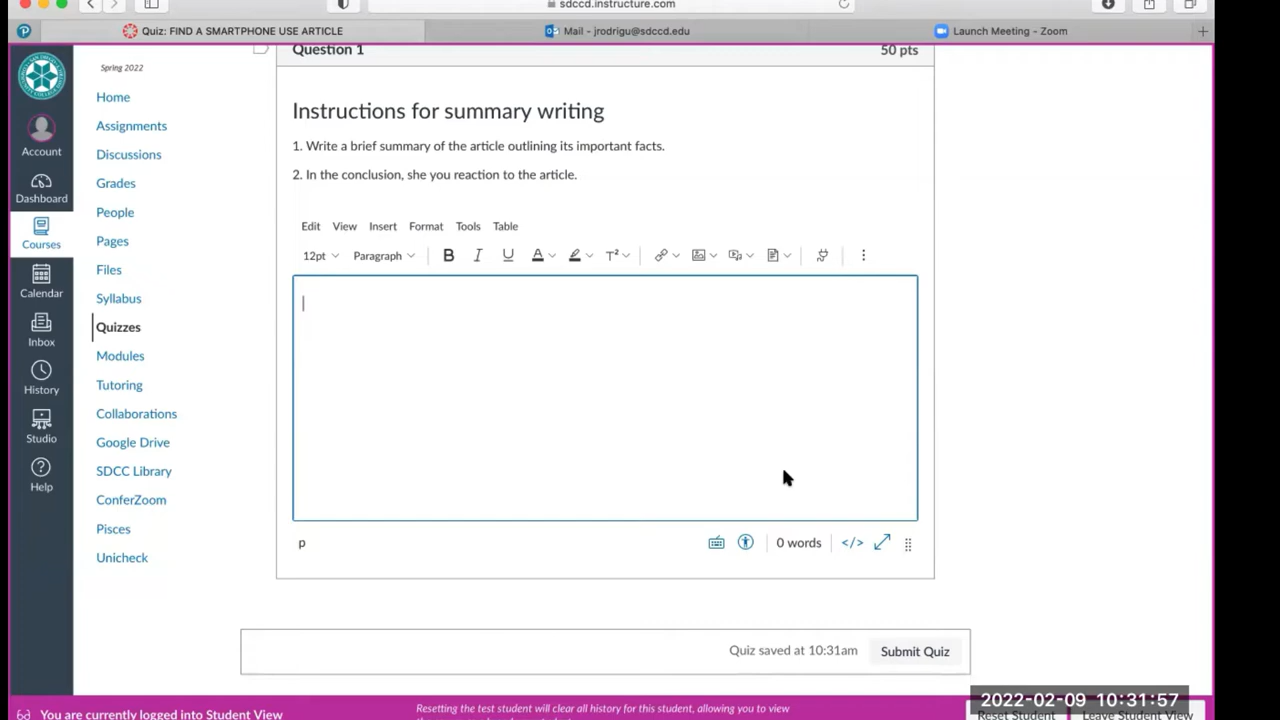 sdccd.instructure.com
Quiz: FIND A SMARTPHONE USE ARTICLE
Mail - jrodrigu@sdccd.edu
Launch Meeting - Zoom
Spring 2022
Account
Dashboard
Courses
Calendar
Inbox
History
Studio
Help
Home
Assignments
Discussions
Grades
People
Pages
Files
Syllabus
Quizzes
Modules
Tutoring
Collaborations
Google Drive
SDCC Library
ConferZoom
Pisces
Unicheck
Question 1 50 pts
Instructions for summary writing
1. Write a brief summary of the article outlining its important facts.
2. In the conclusion, she you reaction to the article.
Edit View Insert Format Tools Table
12pt Paragraph B I U A T²
p 0 words </>
Quiz saved at 10:31am Submit Quiz
You are currently logged into Student View
Resetting the test student will clear all history for this student, allowing you to view
2022-02-09 10:31:57
Reset Student Leave Student View